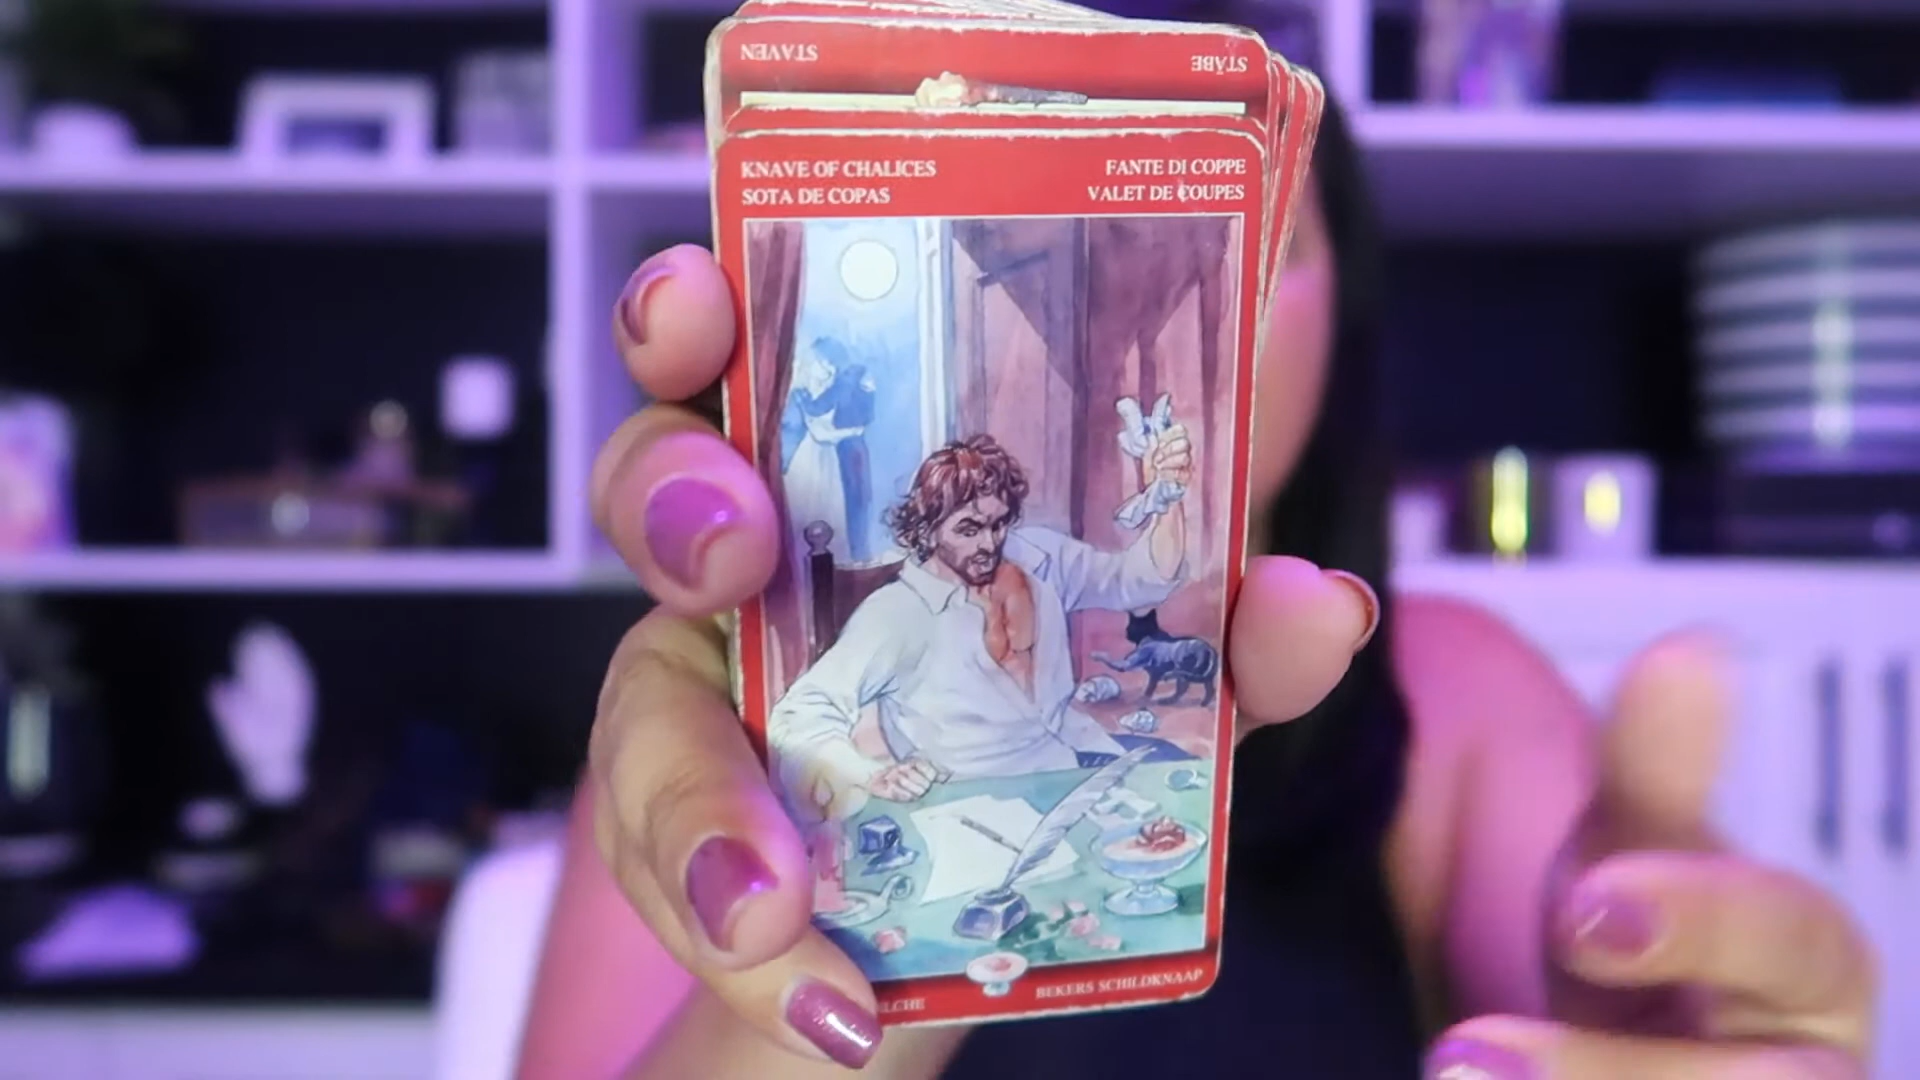 STAVEN STÄBE
KNAVE OF CHALICES FANTE DI COPPE
SOTA DE COPAS VALET DE COUPES
BEKERS SCHILDKNAAP